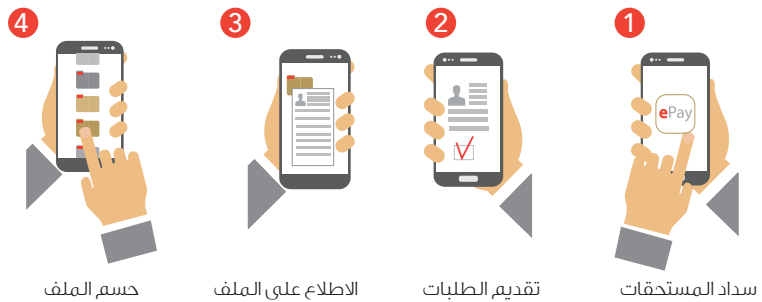 1
ePay
سداد المستحقات
2
تقديم الطلبات
3
الاطلاع على الملف
4
حسم الملف